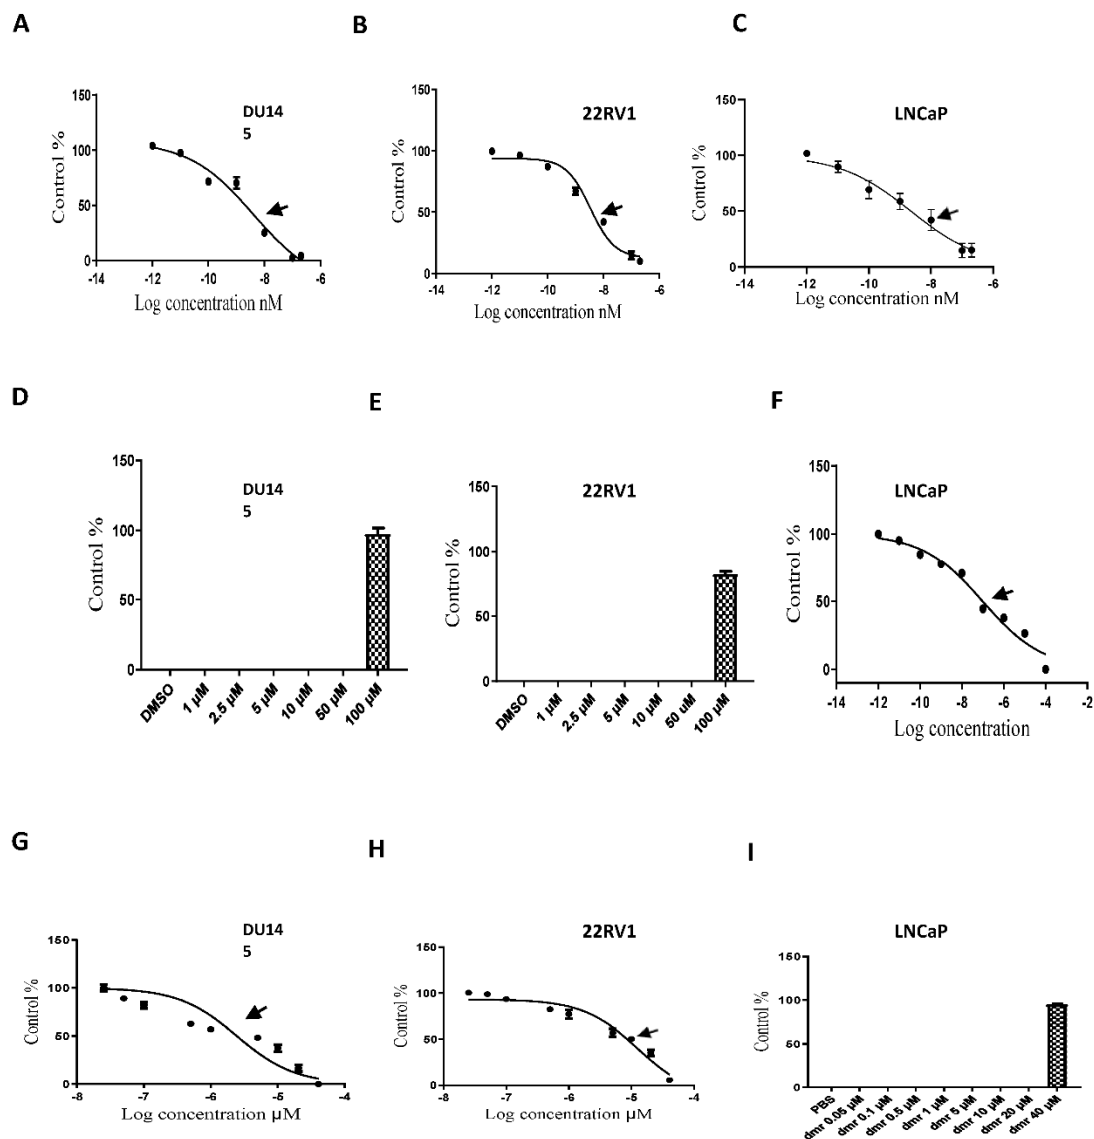 A
B
C
DU14
5
22RV1
LNCaP
Control %
150
100
50
0
-14 -12 -10 -8 -6
Log concentration nM
Control %
150
100
50
0
-14 -12 -10 -8 -6
Log concentration nM
Control %
150
100
50
0
-14 -12 -10 -8 -6
Log concentration nM
D
E
F
DU14
5
22RV1
LNCaP
Control %
150
100
50
0
DMSO 1 µM 2.5 µM 5 µM 10 µM 50 µM 100 µM
Control %
150
100
50
0
DMSO 1 µM 2.5 µM 5 µM 10 µM 50 uM 100 µM
Control %
150
100
50
0
-14 -12 -10 -8 -6 -4 -2
Log concentration
G
H
I
DU14
5
22RV1
LNCaP
Control %
150
100
50
0
-8 -7 -6 -5 -4
Log concentration µM
Control %
150
100
50
0
-8 -7 -6 -5 -4
Log concentration µM
Control %
150
100
50
0
PBS dmr 0.05 µM dmr 0.1 µM dmr 0.5 µM dmr 1 µM dmr 5 µM dmr 10 µM dmr 20 µM dmr 40 µM